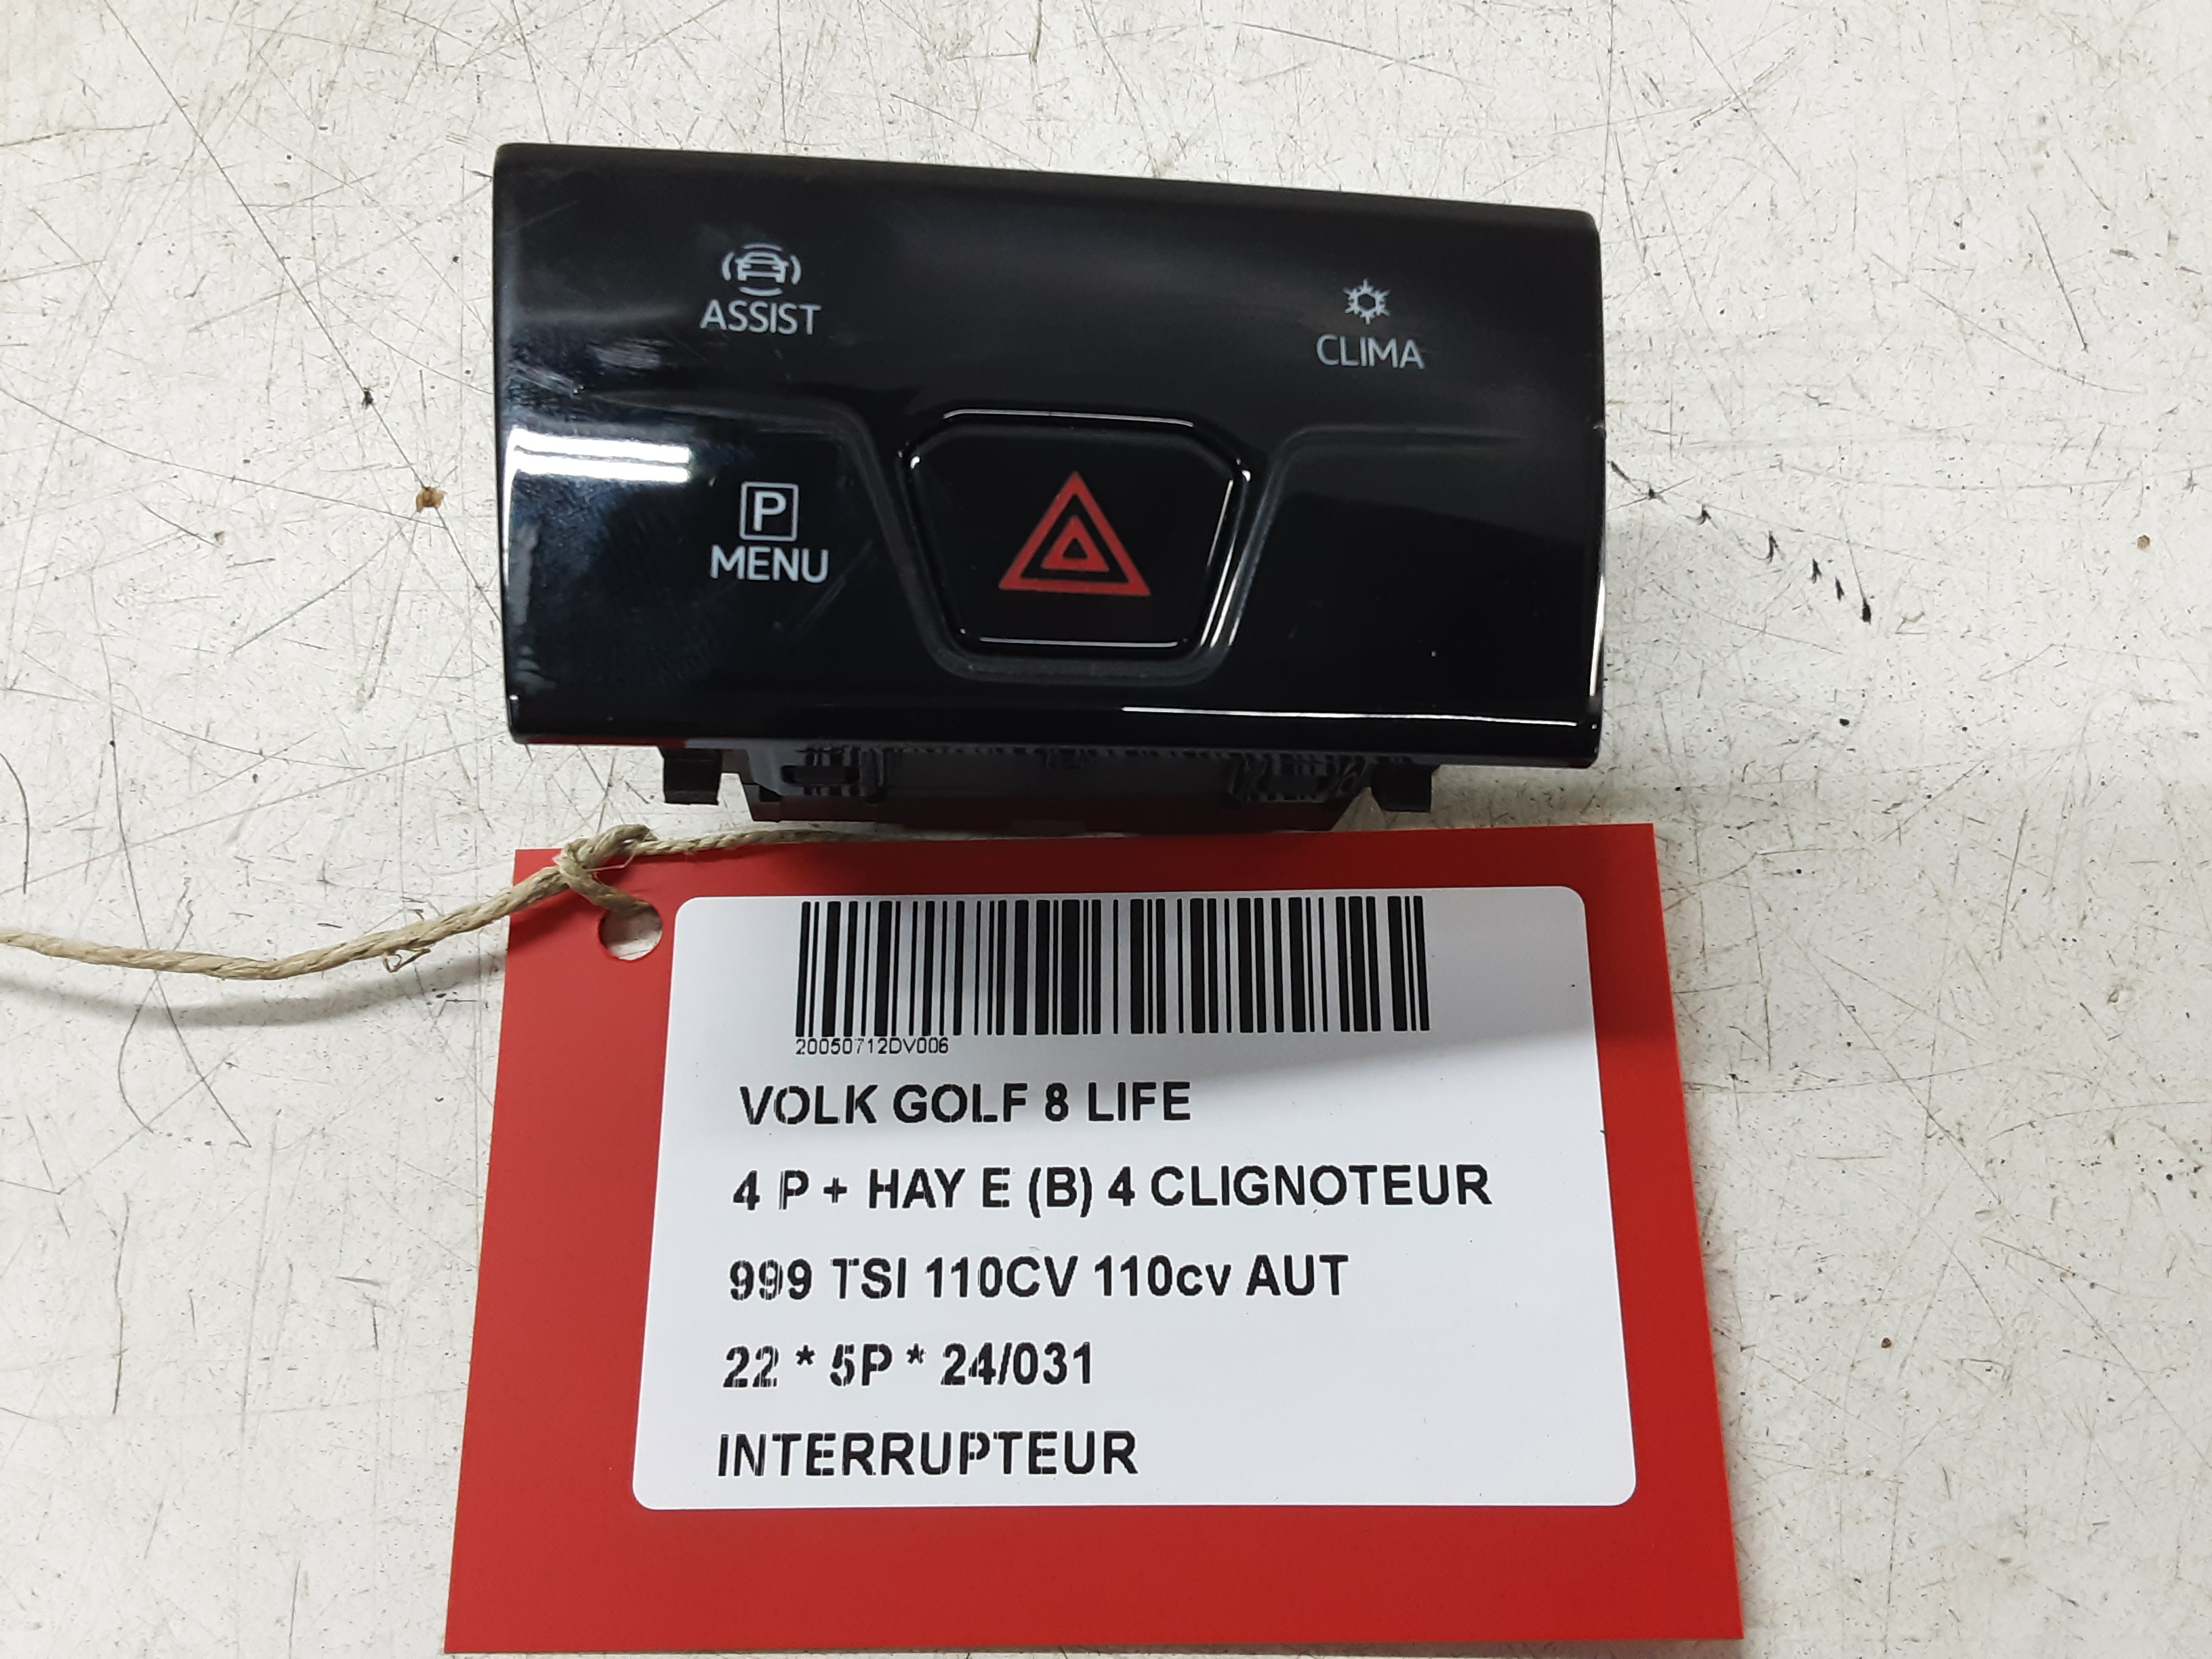 ASSIST
CLIMA
P
MENU
20050712DV006
VOLK GOLF 8 LIFE
4 P + HAY E (B) 4 CLIGNOTEUR
999 TSI 110CV 110cv AUT
22 * 5P * 24/031
INTERRUPTEUR